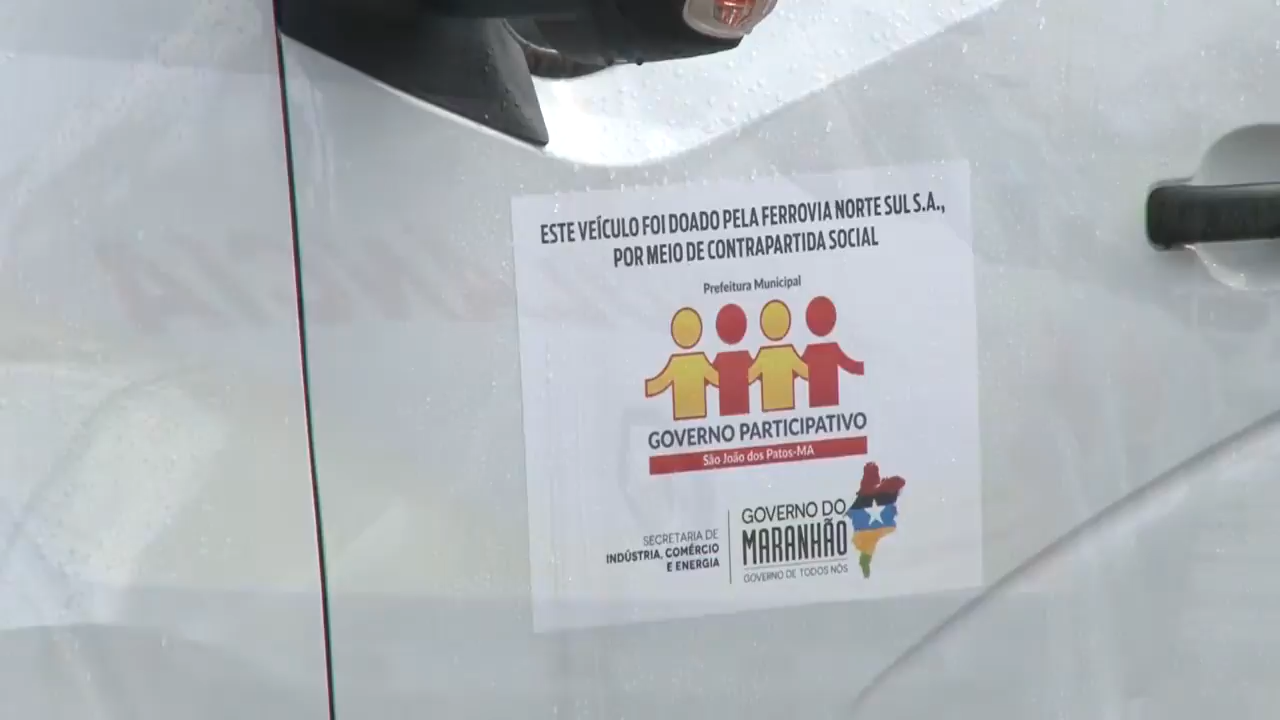 ESTE VEÍCULO FOI DOADO PELA FERROVIA NORTE SUL S.A.,
POR MEIO DE CONTRAPARTIDA SOCIAL
Prefeitura Municipal
GOVERNO PARTICIPATIVO
São João dos Patos-MA
SECRETARIA DE
INDÚSTRIA, COMÉRCIO
E ENERGIA
GOVERNO DO
MARANHÃO
GOVERNO DE TODOS NÓS